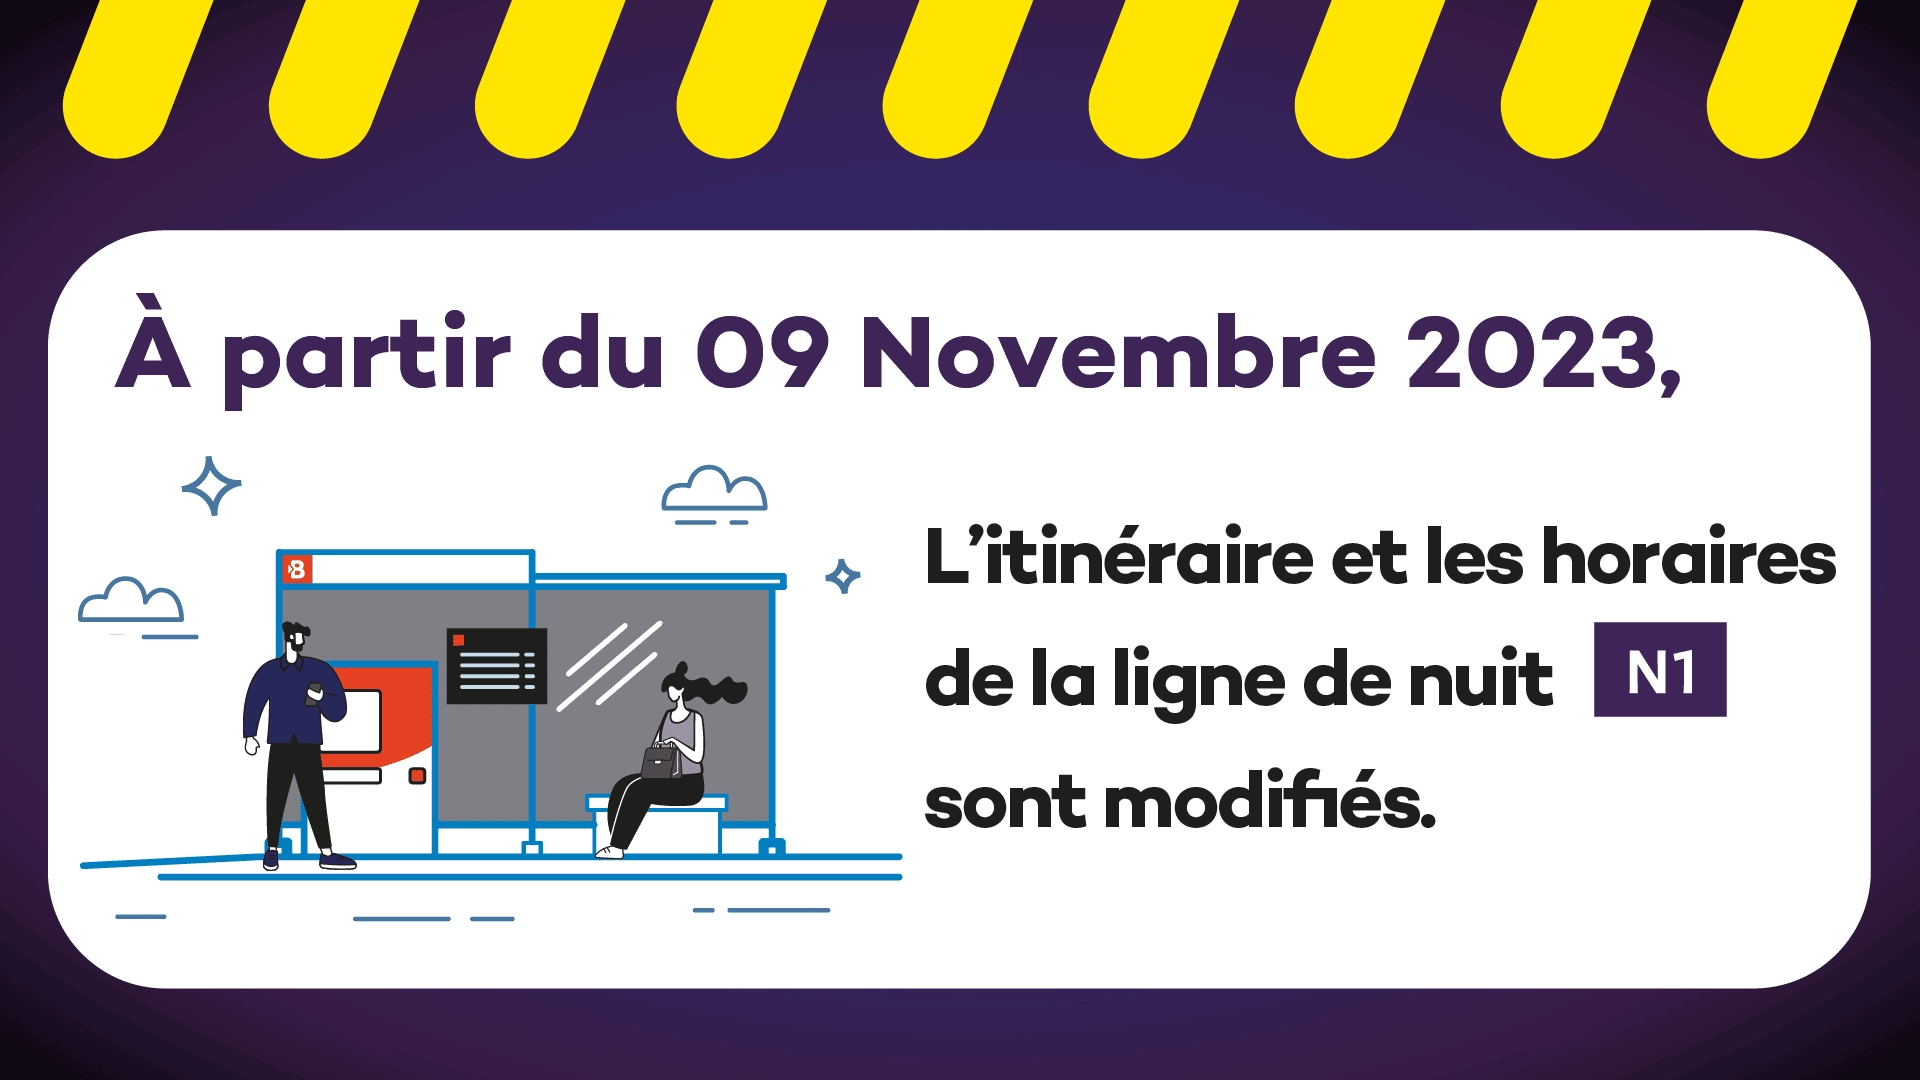 À partir du 09 Novembre 2023,
B
L’itinéraire et les horaires
de la ligne de nuit N1
sont modifiés.